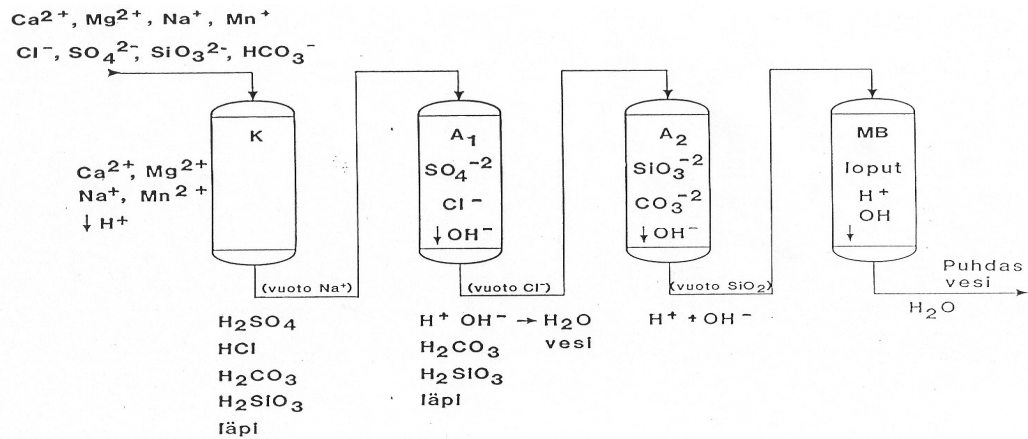 Ca²⁺, Mg²⁺, Na⁺, Mn⁺
Cl⁻, SO₄²⁻, SiO₃²⁻, HCO₃⁻
K
Ca²⁺, Mg²⁺
Na⁺, Mn²⁺
↓ H⁺
(vuoto Na⁺)
H₂SO₄
HCl
H₂CO₃
H₂SiO₃
läpi
A₁
SO₄⁻²
Cl⁻
↓ OH⁻
(vuoto Cl⁻)
H⁺ OH⁻ → H₂O
vesi
H₂CO₃
H₂SiO₃
läpi
A₂
SiO₃⁻²
CO₃⁻²
↓ OH⁻
(vuoto SiO₂)
H⁺ + OH⁻
MB
loput
H⁺
OH
↓
Puhdas
vesi
H₂O